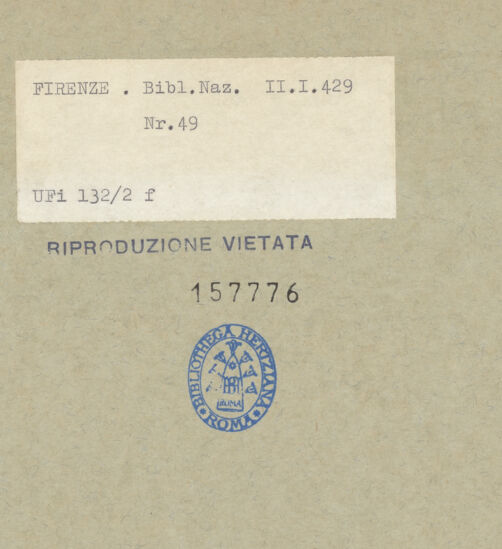 FIRENZE . Bibl.Naz. II.I.429
Nr.49
UFi 132/2 f
RIPRODUZIONE VIETATA
157776
BIBLIOTHECA HERTZIANA
ROMA